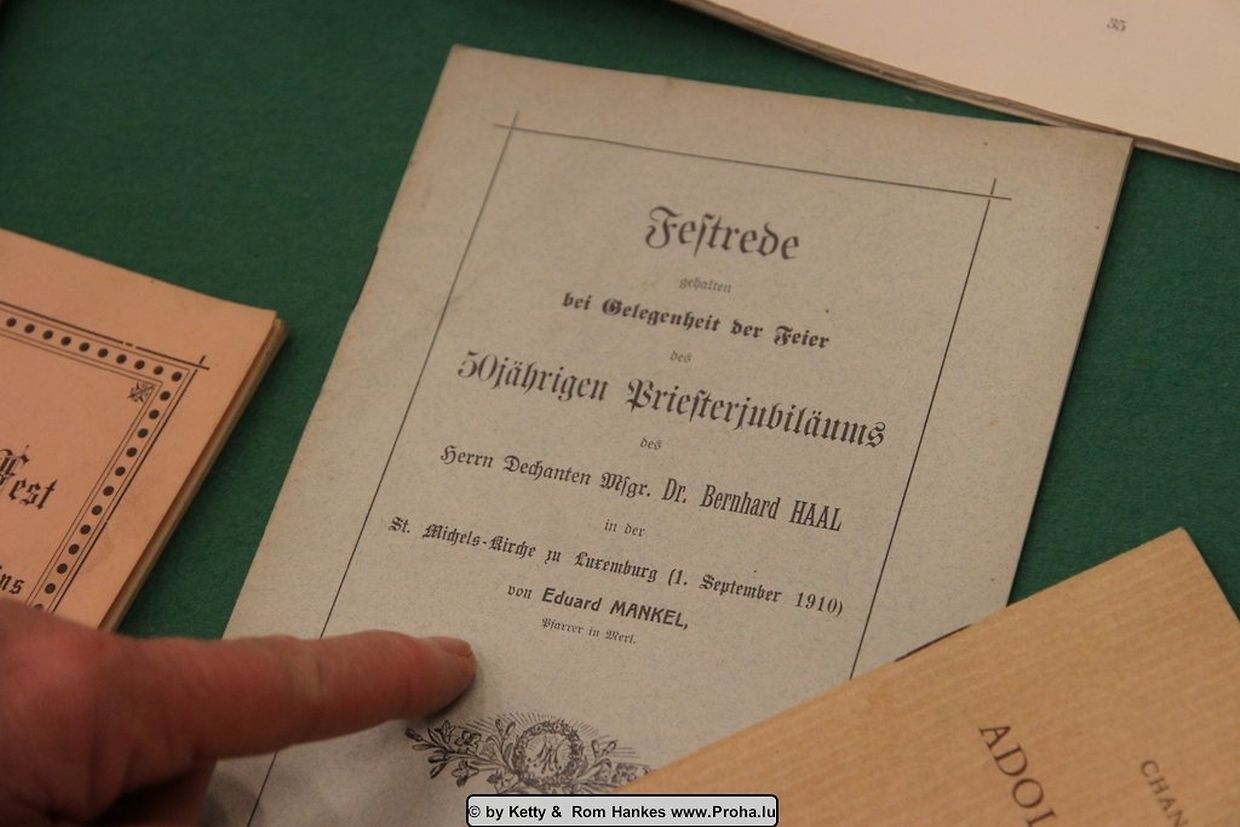 35
Festrede
gehalten
bei Gelegenheit der Feier
des
50jährigen Priesterjubiläums
des
Herrn Dechanten Msgr. Dr. Bernhard HAAL
in der
St. Michels-Kirche zu Luxemburg (1. September 1910)
von Eduard MANKEL,
Pfarrer in Merl.
Fest
ADOL
CHAN
© by Ketty & Rom Hankes www.Proha.lu